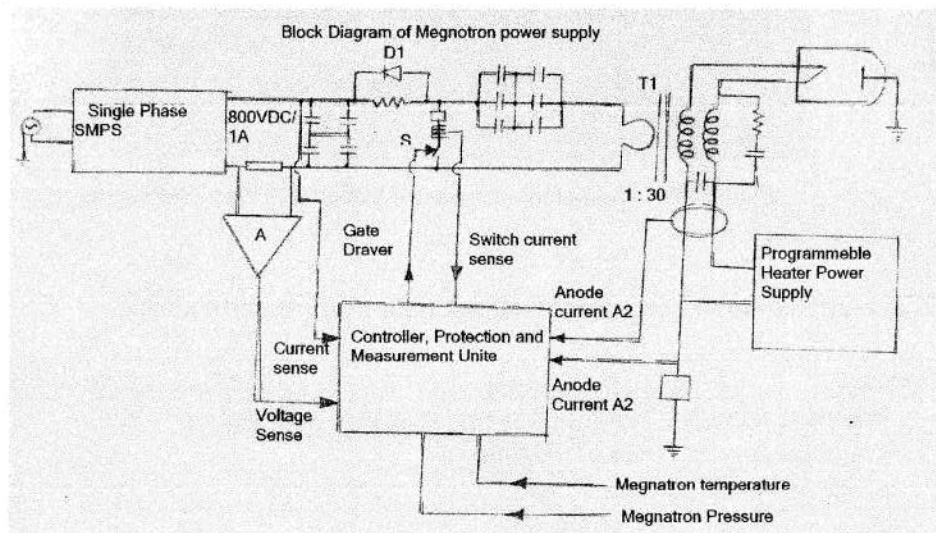 Block Diagram of Megnotron power supply
D1
T1
Single Phase
SMPS
800VDC/
1A
S
1 : 30
A
Gate
Draver
Switch current
sense
Programmeble
Heater Power
Supply
Anode
current A2
Controller, Protection and
Measurement Unite
Current
sense
Anode
Current A2
Voltage
Sense
Megnatron temperature
Megnatron Pressure